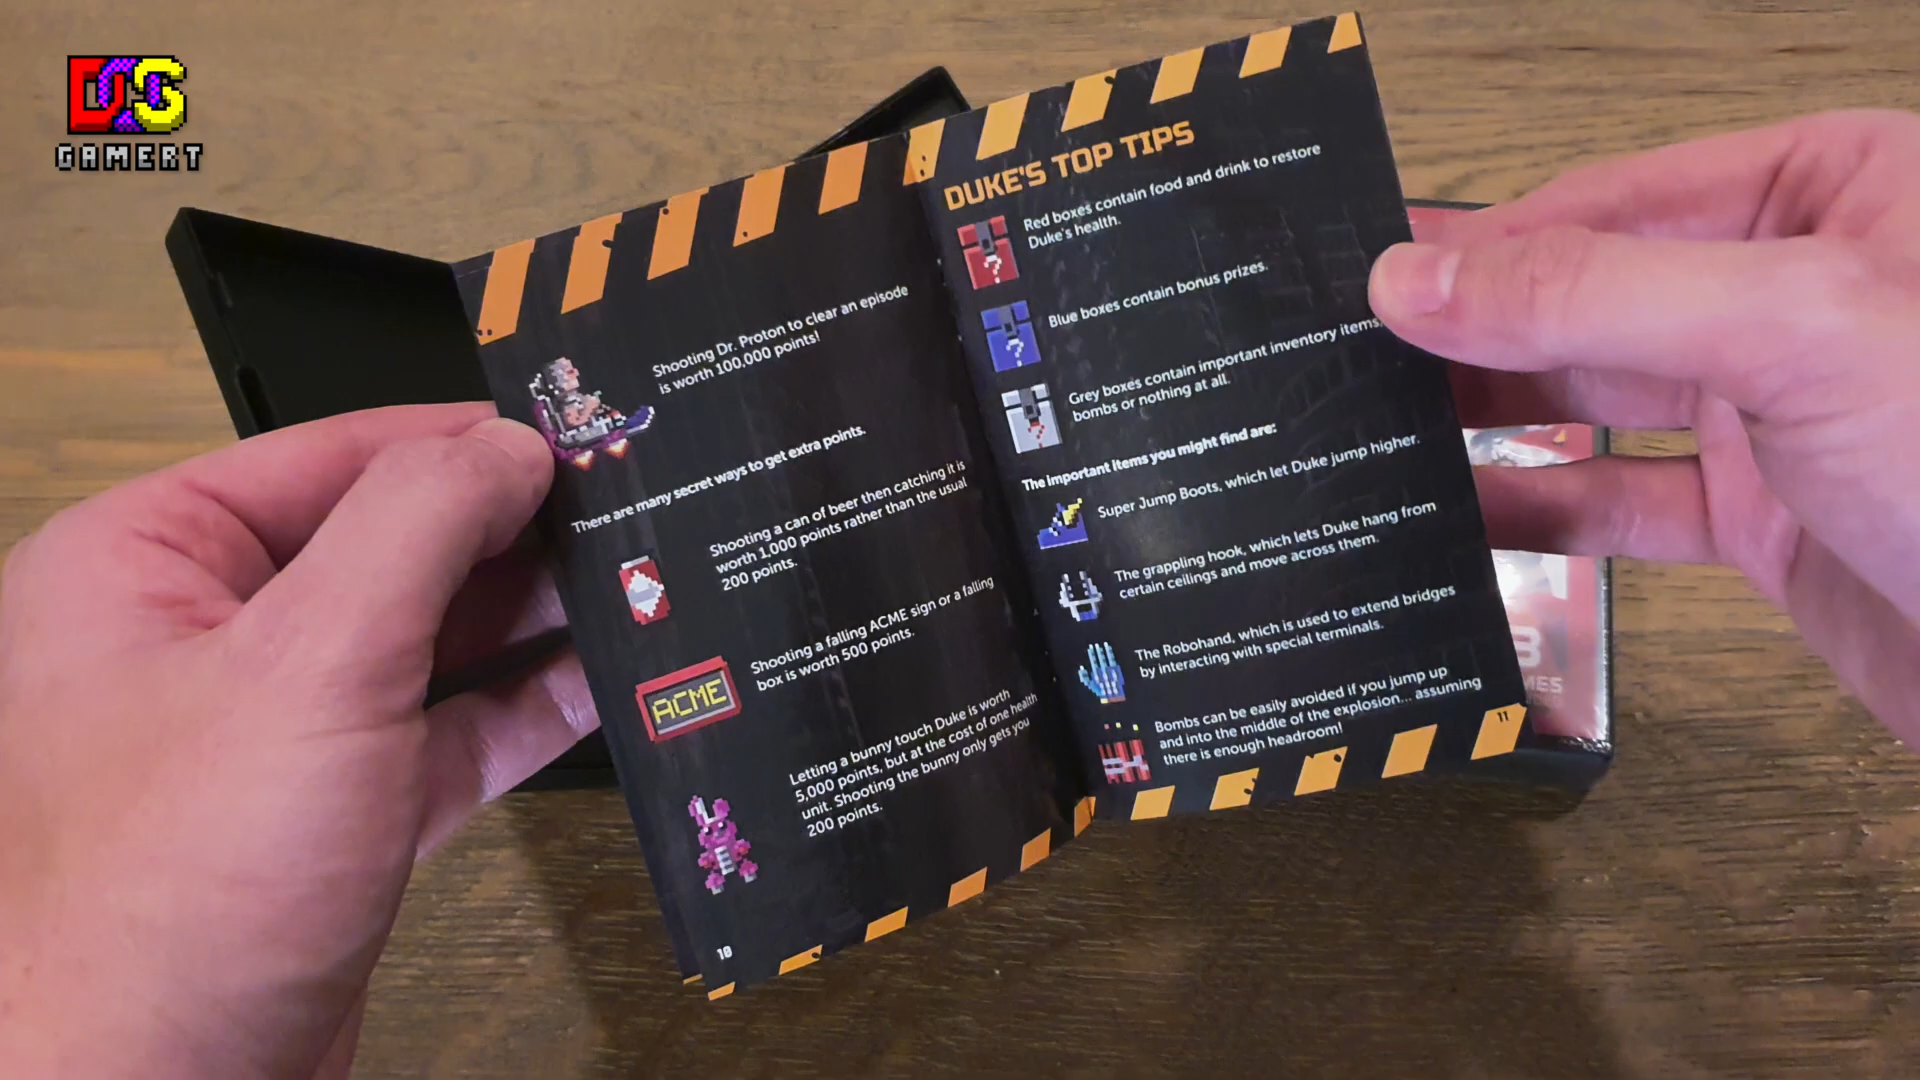 DOS
GAMERT
Shooting Dr. Proton to clear an episode
is worth 100,000 points!
There are many secret ways to get extra points.
Shooting a can of beer then catching it is
worth 1,000 points rather than the usual
200 points.
ACME
Shooting a falling ACME sign or a falling
box is worth 500 points.
Letting a bunny touch Duke is worth
5,000 points, but at the cost of one health
unit. Shooting the bunny only gets you
200 points.
10
DUKE'S TOP TIPS
Red boxes contain food and drink to restore
Duke's health.
Blue boxes contain bonus prizes.
Grey boxes contain important inventory items,
bombs or nothing at all.
The important items you might find are:
Super Jump Boots, which let Duke jump higher.
The grappling hook, which lets Duke hang from
certain ceilings and move across them.
The Robohand, which is used to extend bridges
by interacting with special terminals.
Bombs can be easily avoided if you jump up
and into the middle of the explosion... assuming
there is enough headroom!
11